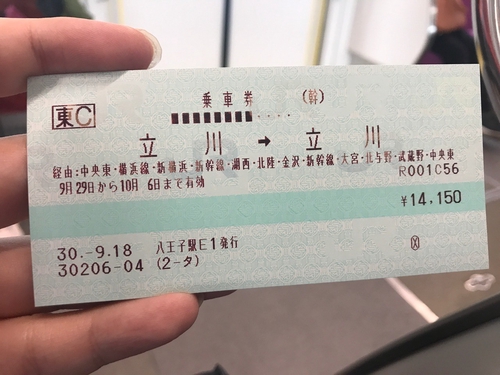 乗車券 (幹)
東C
立川 → 立川
経由:中央東・横浜線・新横浜・新幹線・湖西・北陸・金沢・新幹線・大宮・北与野・武蔵野・中央東
9月29日から10月 6日まで有効 R001C56
¥14,150
30.-9.18 八王子駅E1発行
30206-04 (2-タ)